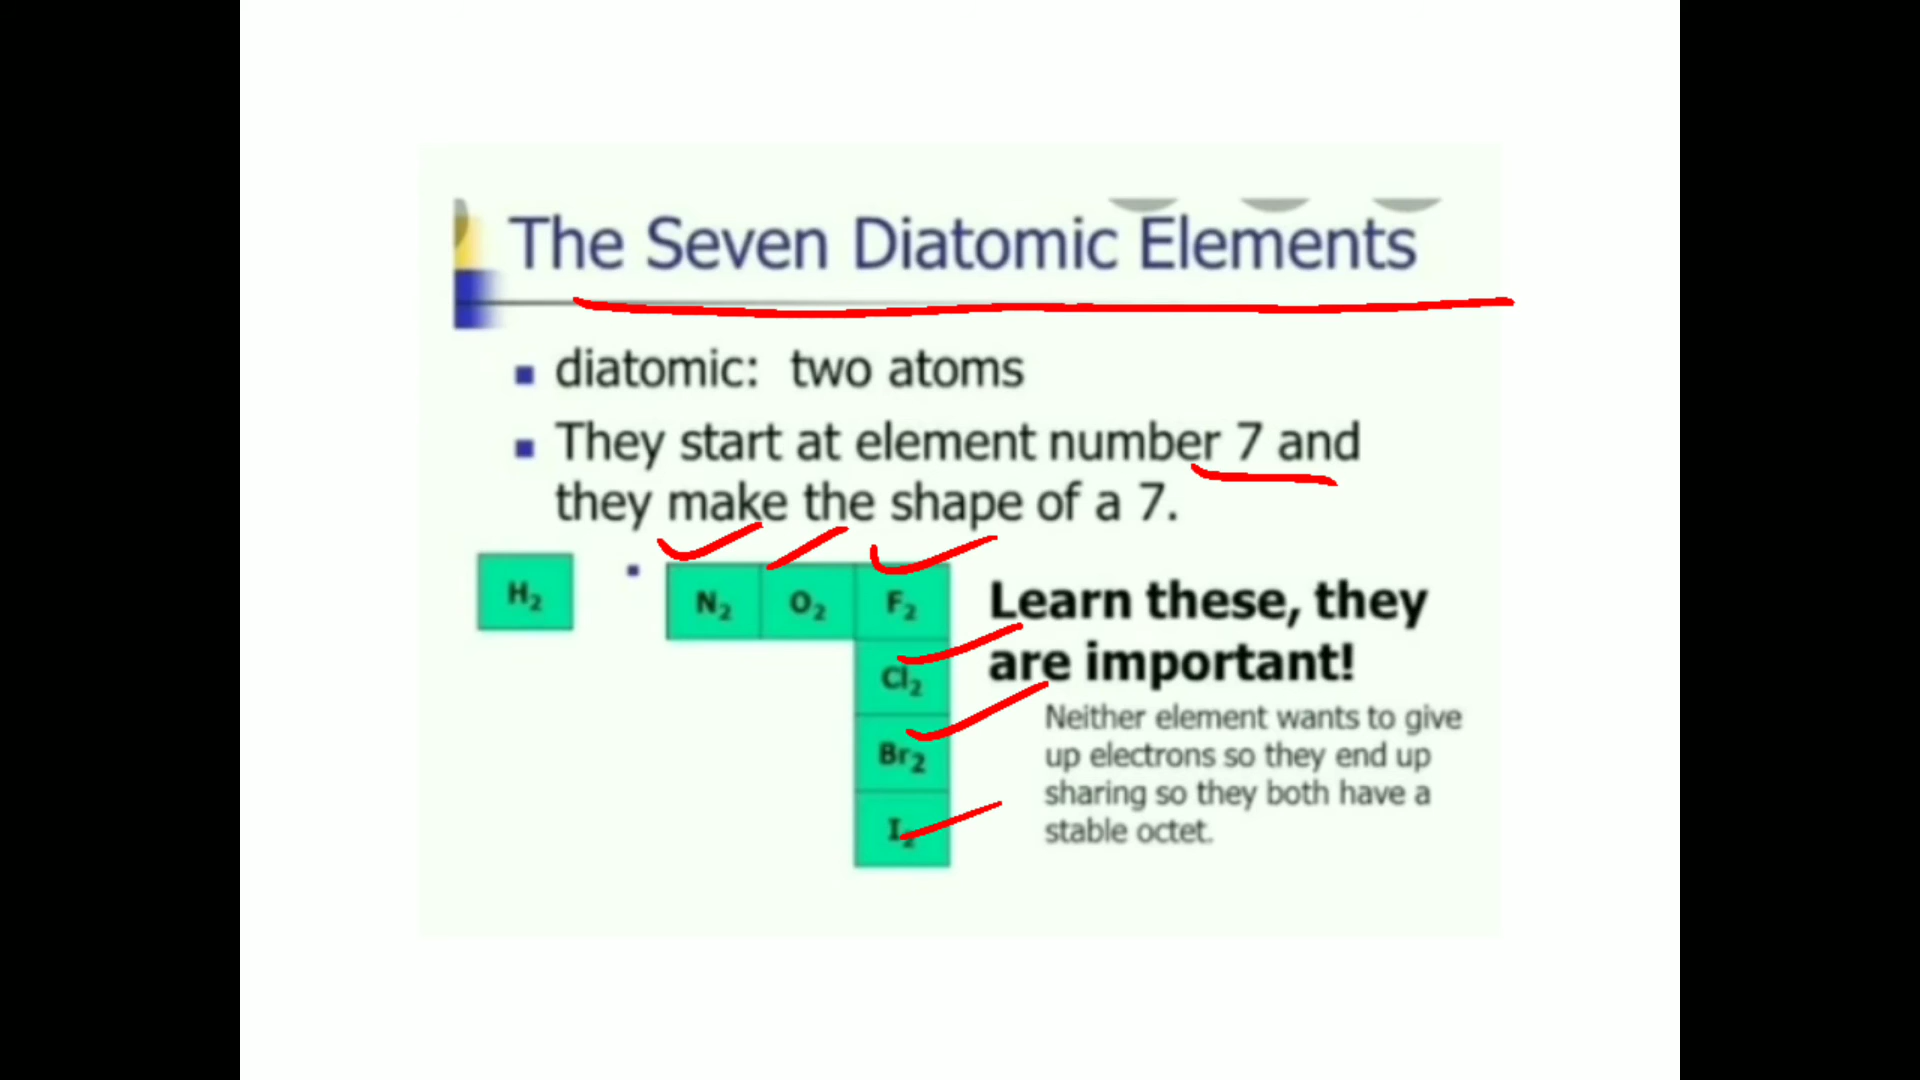 The Seven Diatomic Elements
diatomic: two atoms
They start at element number 7 and
they make the shape of a 7.
H₂
N₂ O₂ F₂
Cl₂
Br₂
I₂
Learn these, they
are important!
Neither element wants to give
up electrons so they end up
sharing so they both have a
stable octet.